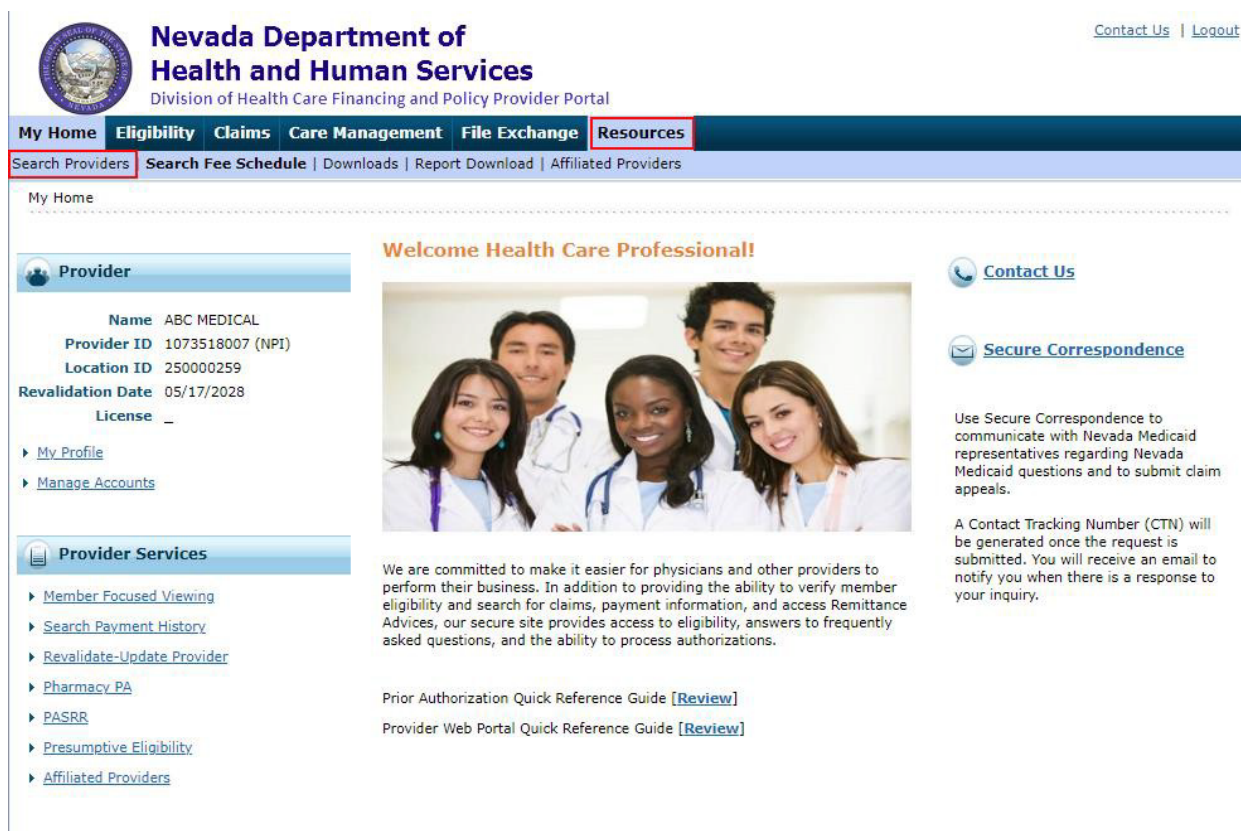 Nevada Department of
Health and Human Services
Division of Health Care Financing and Policy Provider Portal
Contact Us | Logout
My Home Eligibility Claims Care Management File Exchange Resources
Search Providers | Search Fee Schedule | Downloads | Report Download | Affiliated Providers
My Home
Provider
Name ABC MEDICAL
Provider ID 1073518007 (NPI)
Location ID 250000259
Revalidation Date 05/17/2028
License _
My Profile
Manage Accounts
Provider Services
Member Focused Viewing
Search Payment History
Revalidate-Update Provider
Pharmacy PA
PASRR
Presumptive Eligibility
Affiliated Providers
Welcome Health Care Professional!
We are committed to make it easier for physicians and other providers to
perform their business. In addition to providing the ability to verify member
eligibility and search for claims, payment information, and access Remittance
Advices, our secure site provides access to eligibility, answers to frequently
asked questions, and the ability to process authorizations.
Prior Authorization Quick Reference Guide [Review]
Provider Web Portal Quick Reference Guide [Review]
Contact Us
Secure Correspondence
Use Secure Correspondence to
communicate with Nevada Medicaid
representatives regarding Nevada
Medicaid questions and to submit claim
appeals.
A Contact Tracking Number (CTN) will
be generated once the request is
submitted. You will receive an email to
notify you when there is a response to
your inquiry.